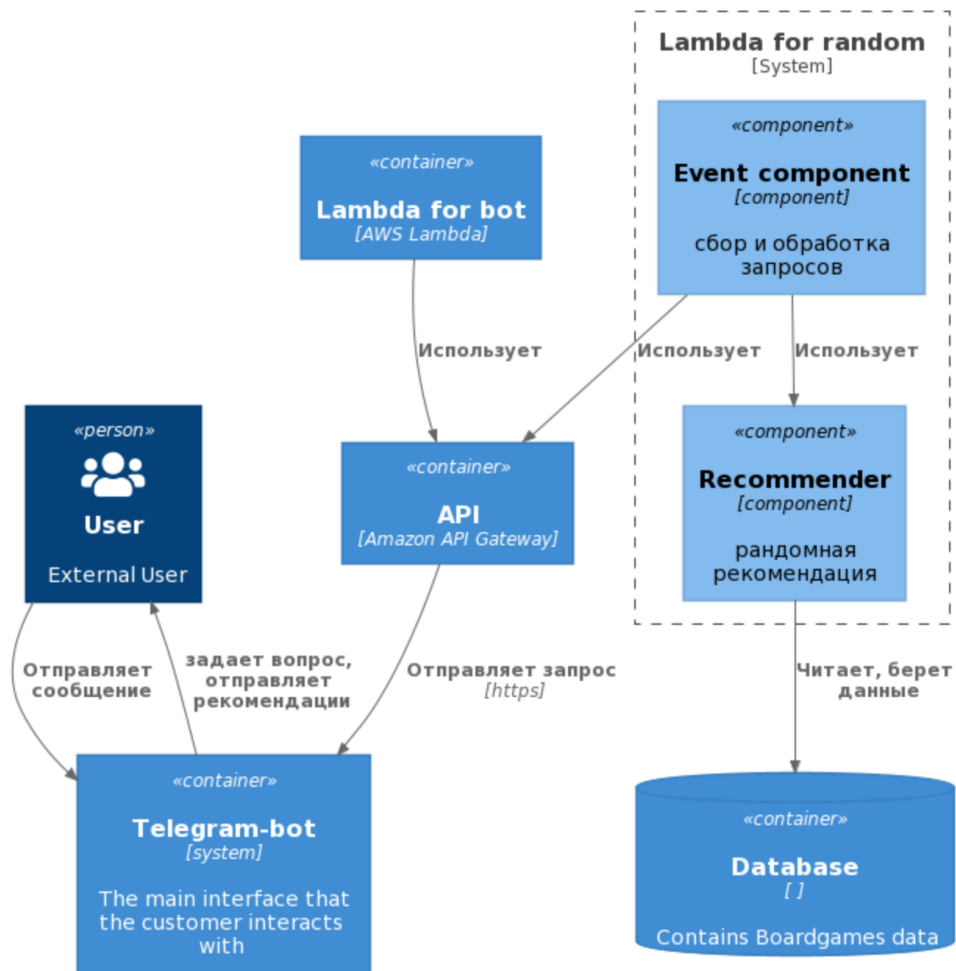 Lambda for random
[System]
«component»
Event component
[component]
сбор и обработка
запросов
«container»
Lambda for bot
[AWS Lambda]
Использует
Использует
Использует
«person»
User
External User
«container»
API
[Amazon API Gateway]
«component»
Recommender
[component]
рандомная
рекомендация
Отправляет
сообщение
задает вопрос,
отправляет
рекомендации
Отправляет запрос
[https]
Читает, берет
данные
«container»
Telegram-bot
[system]
The main interface that
the customer interacts
with
«container»
Database
[ ]
Contains Boardgames data